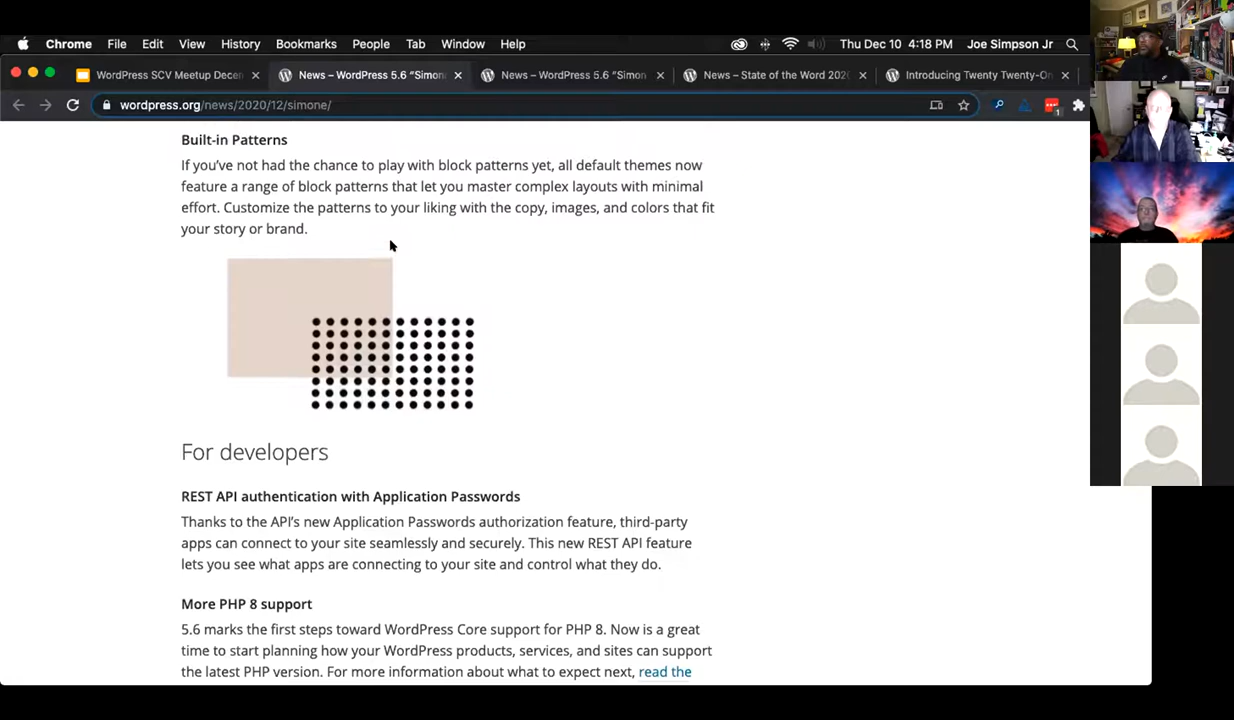 Chrome File Edit View History Bookmarks People Tab Window Help Thu Dec 10 4:18 PM Joe Simpson Jr
WordPress SCV Meetup Decen News – WordPress 5.6 “Simon News – WordPress 5.6 “Simon News – State of the Word 202 Introducing Twenty Twenty-On
wordpress.org/news/2020/12/simone/
1
Built-in Patterns
If you’ve not had the chance to play with block patterns yet, all default themes now
feature a range of block patterns that let you master complex layouts with minimal
effort. Customize the patterns to your liking with the copy, images, and colors that fit
your story or brand.
For developers
REST API authentication with Application Passwords
Thanks to the API’s new Application Passwords authorization feature, third-party
apps can connect to your site seamlessly and securely. This new REST API feature
lets you see what apps are connecting to your site and control what they do.
More PHP 8 support
5.6 marks the first steps toward WordPress Core support for PHP 8. Now is a great
time to start planning how your WordPress products, services, and sites can support
the latest PHP version. For more information about what to expect next, read the